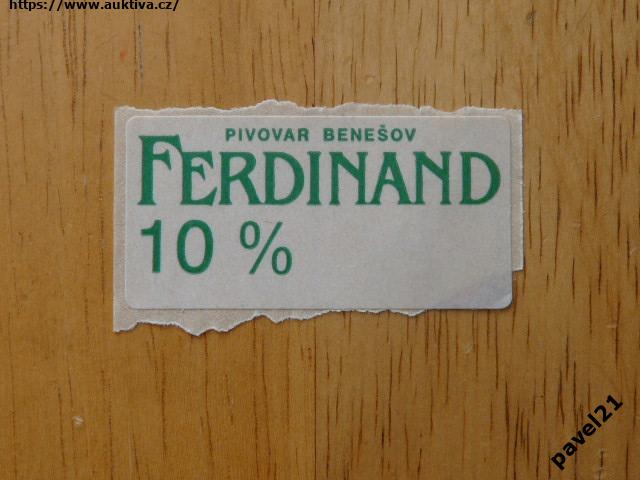 https://www.auktiva.cz/
PIVOVAR BENEŠOV
FERDINAND
10 %
pavel21